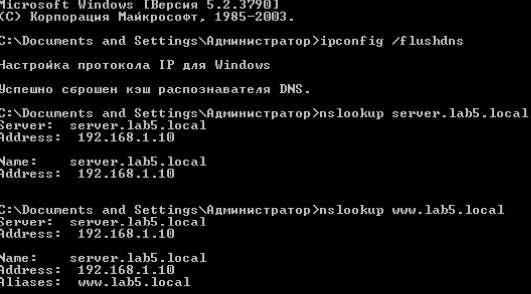 Microsoft Windows [Версия 5.2.3790]
(C) Корпорация Майкрософт, 1985-2003.
C:\Documents and Settings\Администратор>ipconfig /flushdns
Настройка протокола IP для Windows
Успешно сброшен кэш распознавателя DNS.
C:\Documents and Settings\Администратор>nslookup server.lab5.local
Server:  server.lab5.local
Address:  192.168.1.10
Name:    server.lab5.local
Address:  192.168.1.10
C:\Documents and Settings\Администратор>nslookup www.lab5.local
Server:  server.lab5.local
Address:  192.168.1.10
Name:    server.lab5.local
Address:  192.168.1.10
Aliases:  www.lab5.local